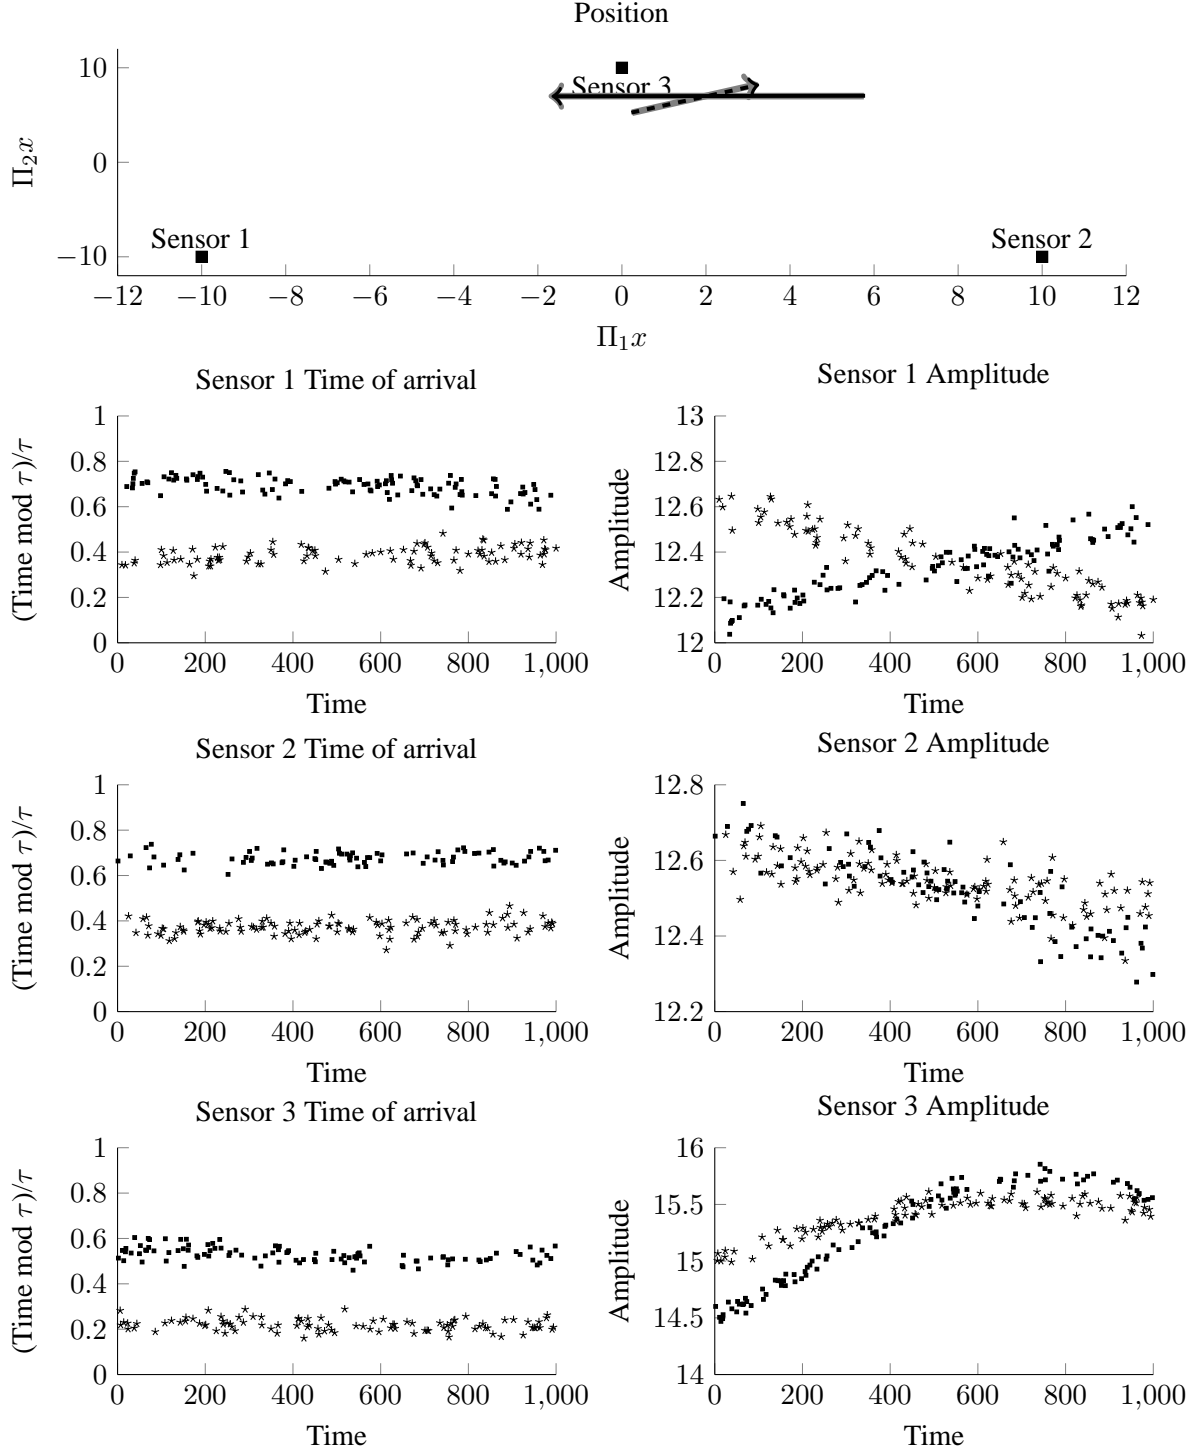 Position
10
Sensor 3
Π₂x
0
Sensor 1
Sensor 2
−10
−12 −10 −8 −6 −4 −2 0 2 4 6 8 10 12
Π₁x
Sensor 1 Time of arrival
(Time mod τ)/τ
1
0.8
0.6
0.4
0.2
0
0 200 400 600 800 1,000
Time
Sensor 1 Amplitude
Amplitude
13
12.8
12.6
12.4
12.2
12
0 200 400 600 800 1,000
Time
Sensor 2 Time of arrival
(Time mod τ)/τ
1
0.8
0.6
0.4
0.2
0
0 200 400 600 800 1,000
Time
Sensor 2 Amplitude
Amplitude
12.8
12.6
12.4
12.2
0 200 400 600 800 1,000
Time
Sensor 3 Time of arrival
(Time mod τ)/τ
1
0.8
0.6
0.4
0.2
0
0 200 400 600 800 1,000
Time
Sensor 3 Amplitude
Amplitude
16
15.5
15
14.5
14
0 200 400 600 800 1,000
Time